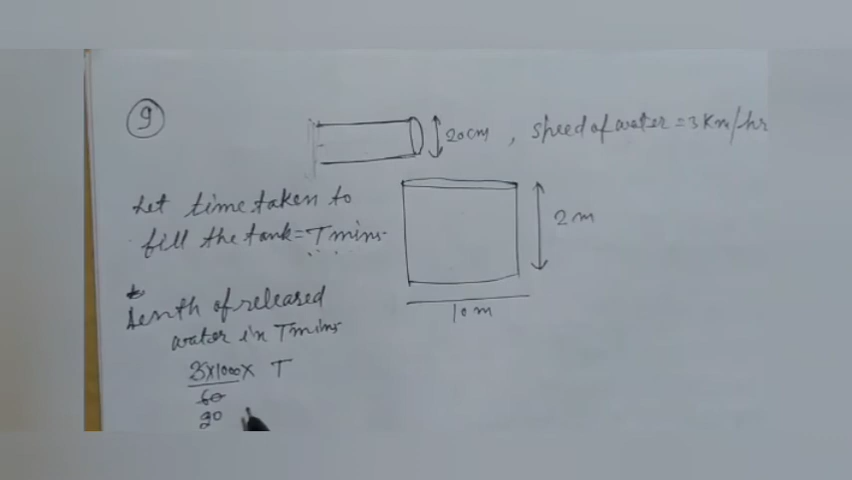 9
20cm, Speed of water = 3 Km/hr
Let time taken to
fill the tank = T mins.
2 m
10 m
Lenth of released
water in T mins
3×1000× T
60
20